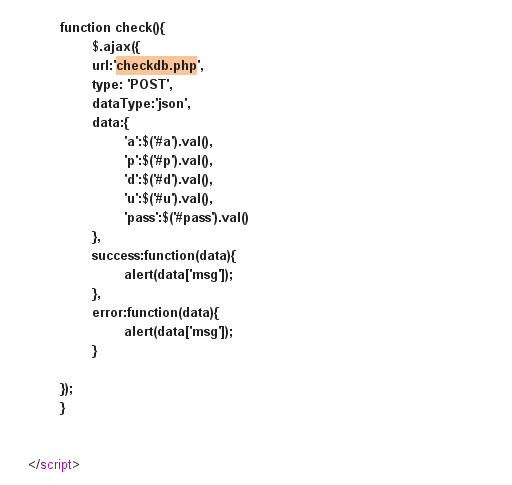 function check(){
$.ajax({
url:'checkdb.php',
type: 'POST',
dataType:'json',
data:{
'a':$('#a').val(),
'p':$('#p').val(),
'd':$('#d').val(),
'u':$('#u').val(),
'pass':$('#pass').val()
},
success:function(data){
alert(data['msg']);
},
error:function(data){
alert(data['msg']);
}
});
}
</script>